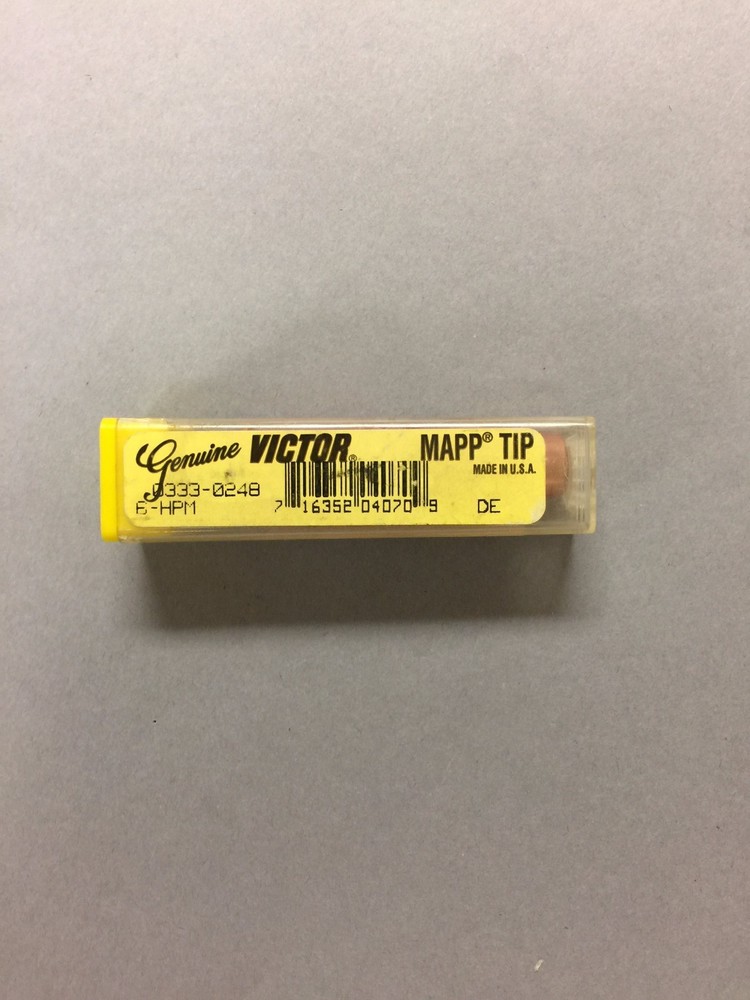 Genuine VICTOR® MAPP® TIP
MADE IN U.S.A.
0333-0248
6-HPM
7 16352 04070 9 DE